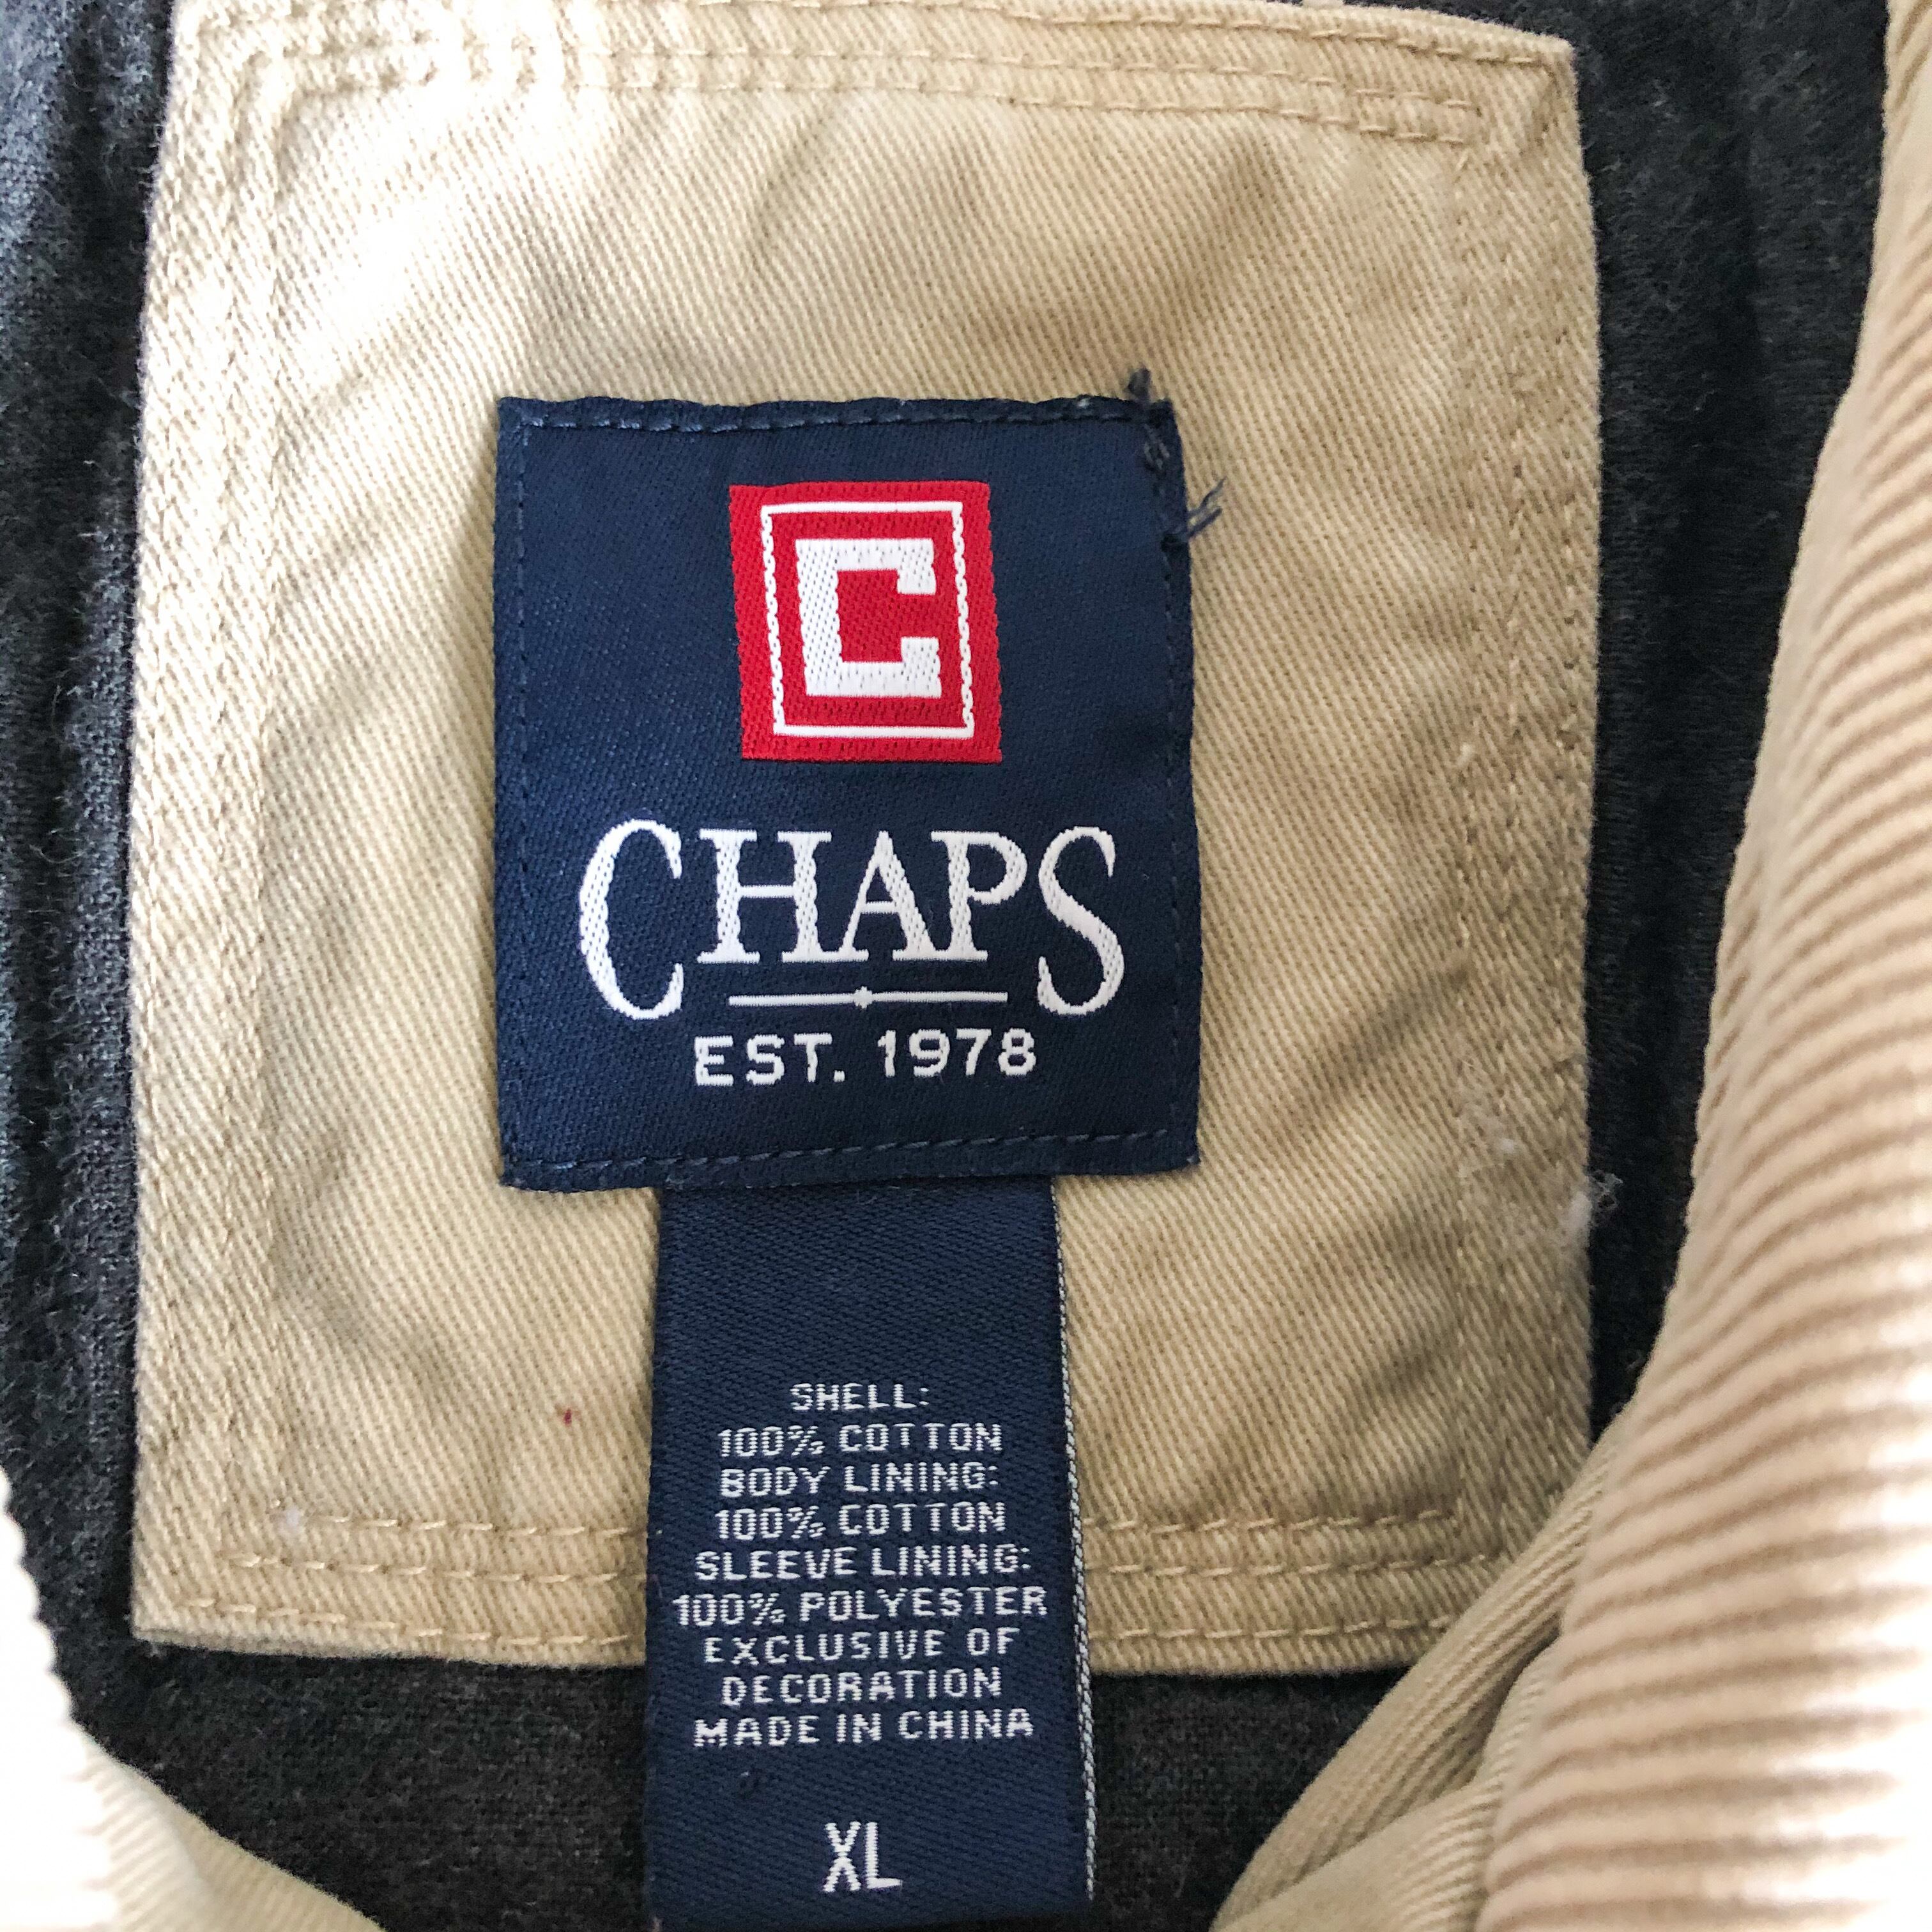 C
CHAPS
EST. 1978
SHELL:
100% COTTON
BODY LINING:
100% COTTON
SLEEVE LINING:
100% POLYESTER
EXCLUSIVE OF
DECORATION
MADE IN CHINA
XL